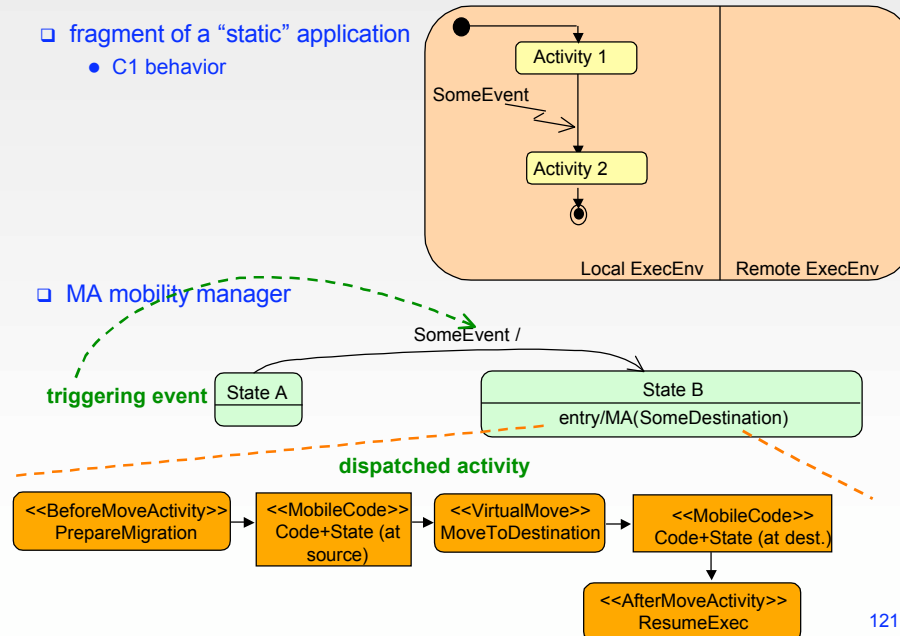 fragment of a “static” application
C1 behavior
Activity 1
SomeEvent
Activity 2
Local ExecEnv
Remote ExecEnv
MA mobility manager
SomeEvent /
triggering event
State A
State B
entry/MA(SomeDestination)
dispatched activity
<<BeforeMoveActivity>>
PrepareMigration
<<MobileCode>>
Code+State (at
source)
<<VirtualMove>>
MoveToDestination
<<MobileCode>>
Code+State (at dest.)
<<AfterMoveActivity>>
ResumeExec
121